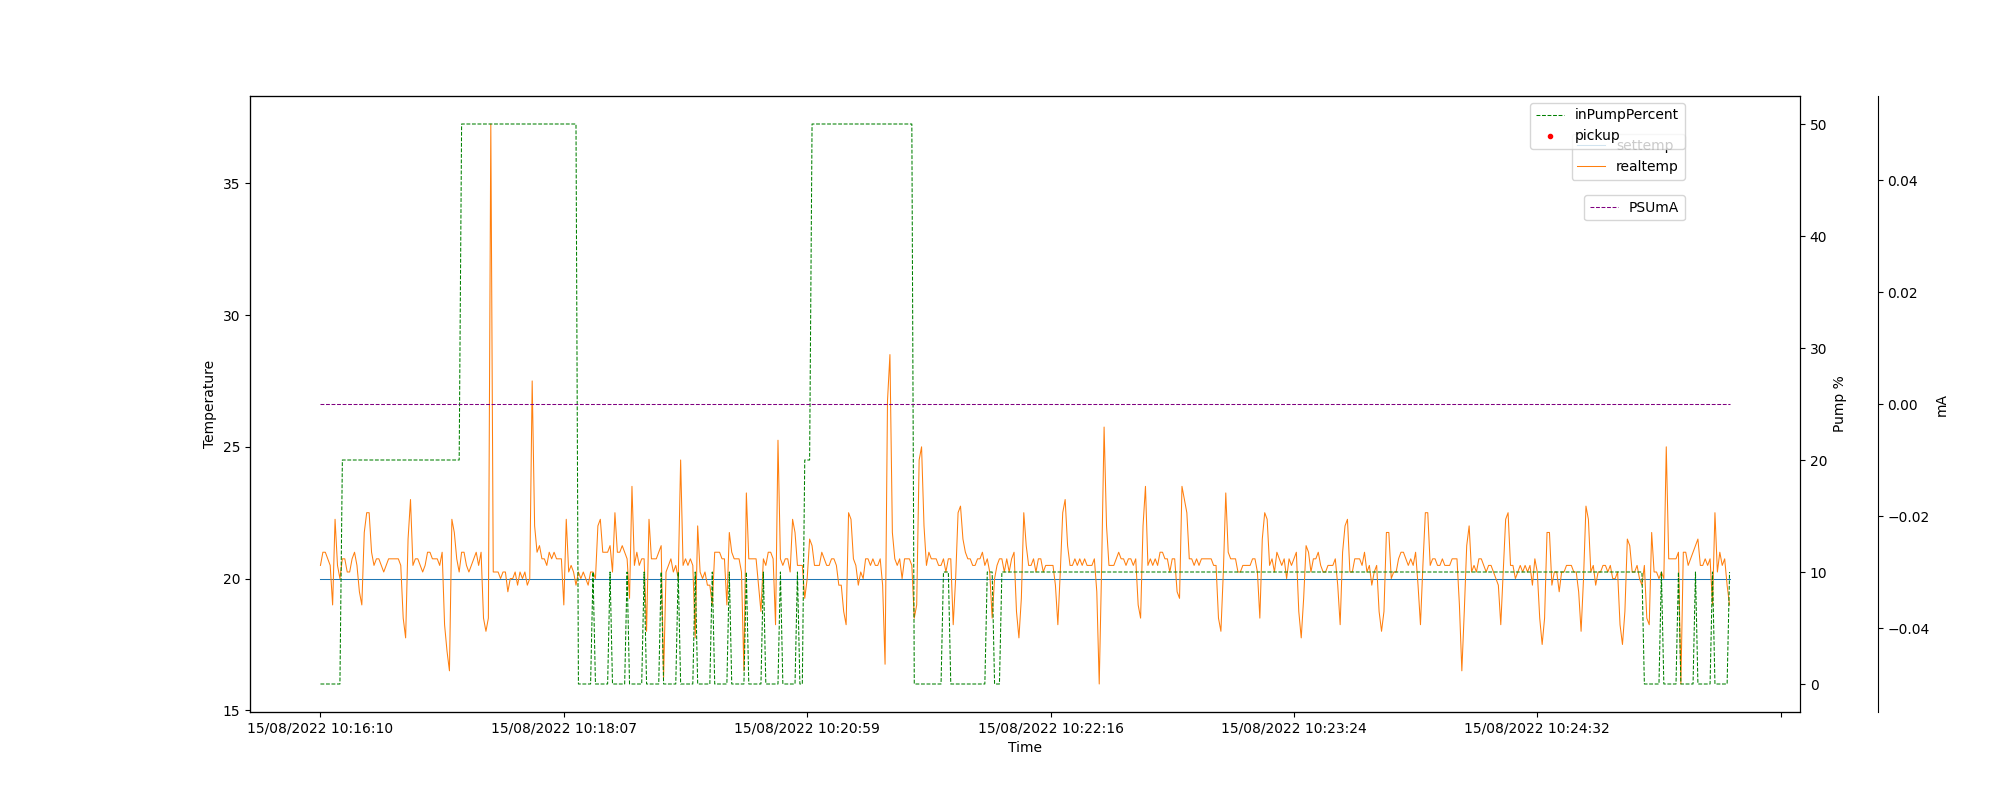 inPumpPercent
pickup
settemp
realtemp
PSUmA
35
30
25
20
15
Temperature
50
40
30
20
10
0
Pump %
0.04
0.02
0.00
−0.02
−0.04
mA
15/08/2022 10:16:10
15/08/2022 10:18:07
15/08/2022 10:20:59
15/08/2022 10:22:16
15/08/2022 10:23:24
15/08/2022 10:24:32
Time